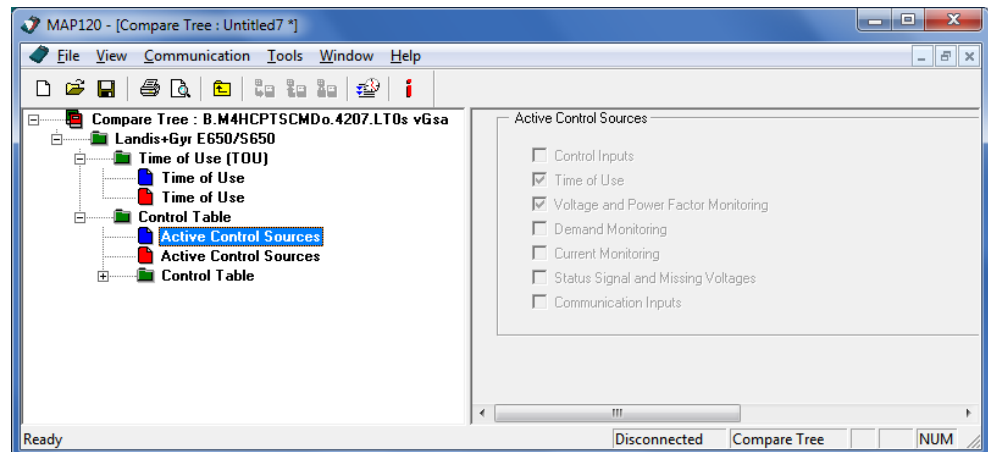 MAP120 - [Compare Tree : Untitled7 *]
File View Communication Tools Window Help
Compare Tree : B.M4HCPTSCMDo.4207.LT0s vGsa
Landis+Gyr E650/S650
Time of Use (TOU)
Time of Use
Time of Use
Control Table
Active Control Sources
Active Control Sources
Control Table
Active Control Sources
Control Inputs
Time of Use
Voltage and Power Factor Monitoring
Demand Monitoring
Current Monitoring
Status Signal and Missing Voltages
Communication Inputs
Ready Disconnected Compare Tree NUM